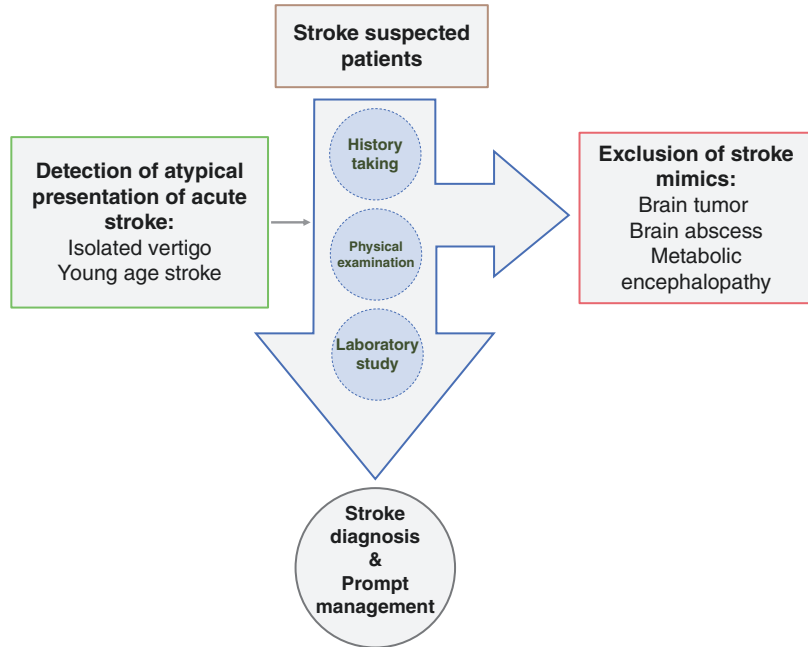 Stroke suspected
patients
History
taking
Physical
examination
Laboratory
study
Detection of atypical
presentation of acute
stroke:
Isolated vertigo
Young age stroke
Exclusion of stroke
mimics:
Brain tumor
Brain abscess
Metabolic
encephalopathy
Stroke
diagnosis
&
Prompt
management